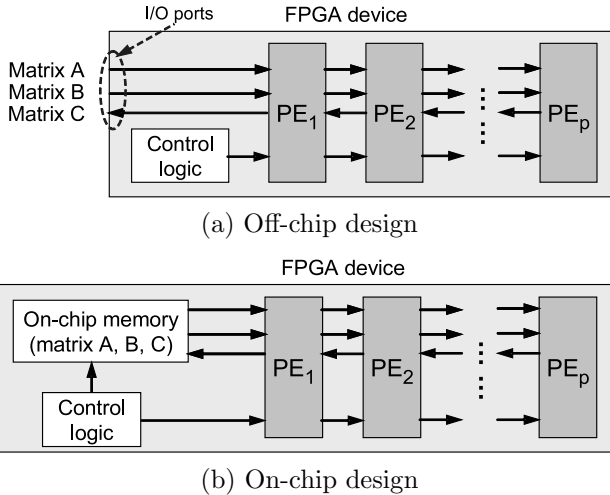 I/O ports
FPGA device
Matrix A
Matrix B
Matrix C
PE1
PE2
PEp
Control
logic
(a) Off-chip design
FPGA device
On-chip memory
(matrix A, B, C)
PE1
PE2
PEp
Control
logic
(b) On-chip design